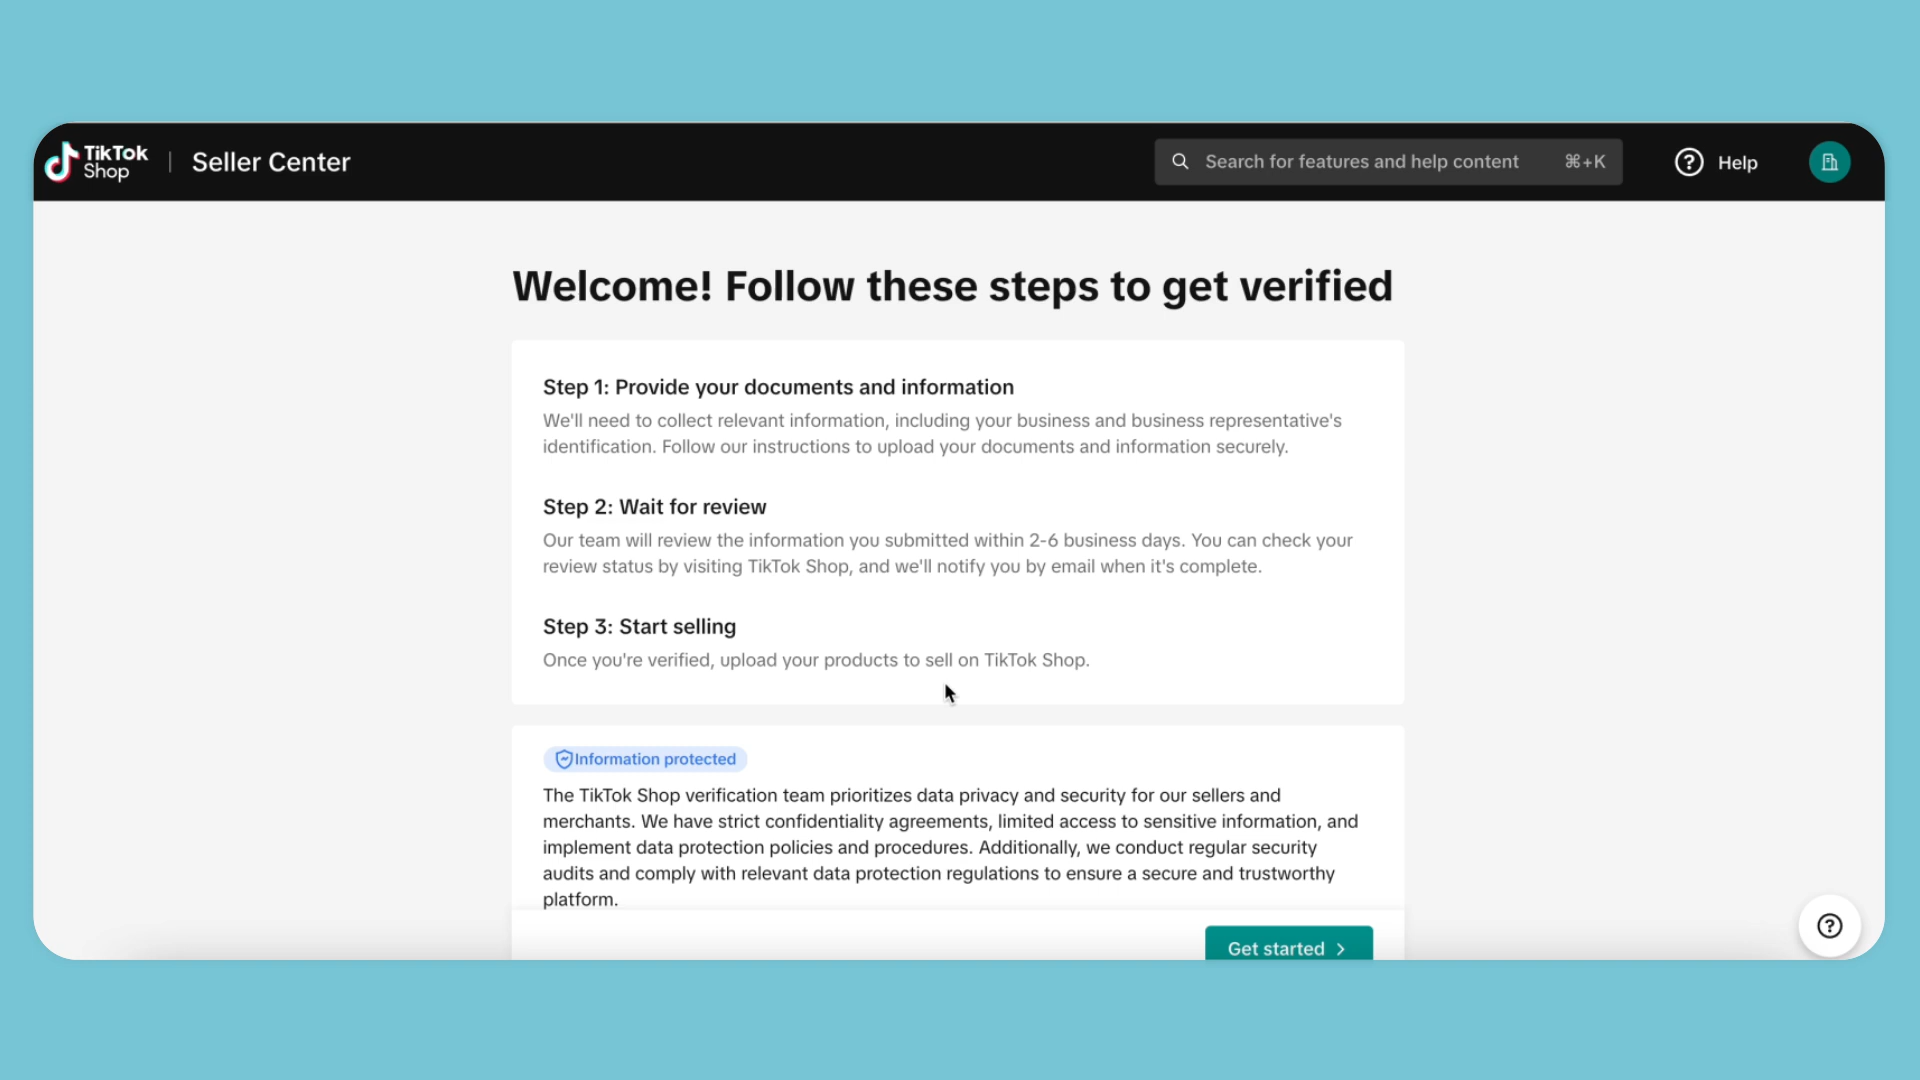 TikTok
Shop
Seller Center
Search for features and help content ⌘+K
Help
Welcome! Follow these steps to get verified
Step 1: Provide your documents and information
We'll need to collect relevant information, including your business and business representative's
identification. Follow our instructions to upload your documents and information securely.
Step 2: Wait for review
Our team will review the information you submitted within 2-6 business days. You can check your
review status by visiting TikTok Shop, and we'll notify you by email when it's complete.
Step 3: Start selling
Once you're verified, upload your products to sell on TikTok Shop.
Information protected
The TikTok Shop verification team prioritizes data privacy and security for our sellers and
merchants. We have strict confidentiality agreements, limited access to sensitive information, and
implement data protection policies and procedures. Additionally, we conduct regular security
audits and comply with relevant data protection regulations to ensure a secure and trustworthy
platform.
Get started